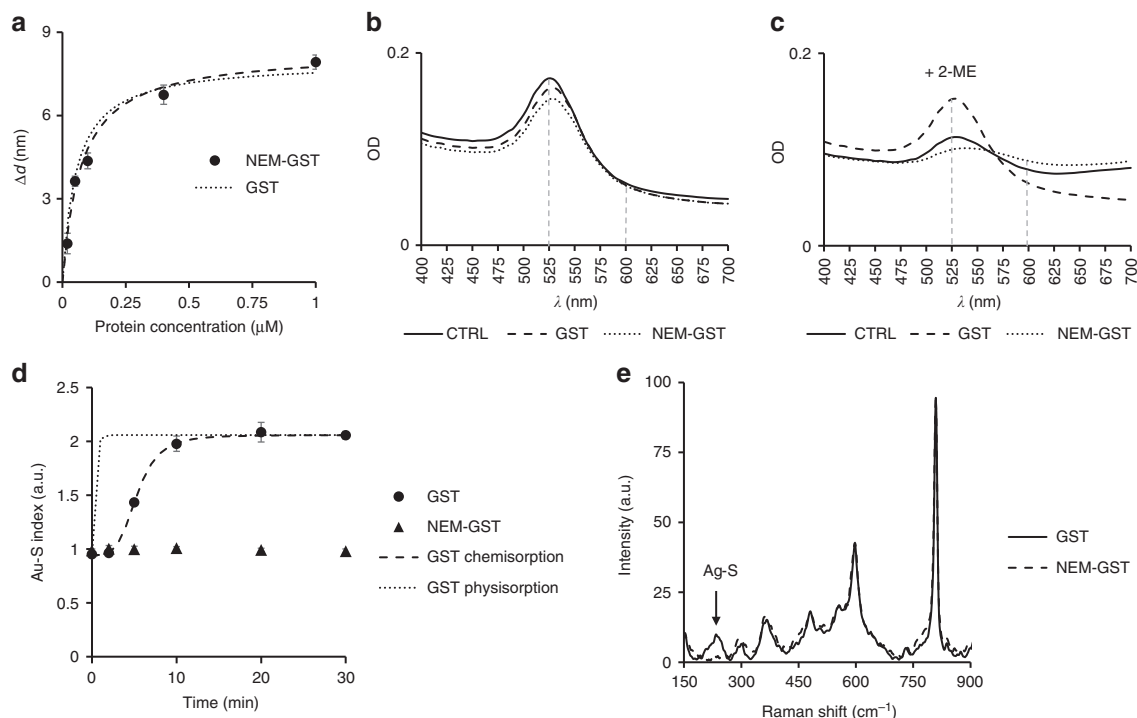 a
Δd (nm)
9
6
3
0
0
0.25
0.5
0.75
1
Protein concentration (μM)
NEM-GST
GST
b
OD
0.2
0
400
425
450
475
500
525
550
575
600
625
650
675
700
λ (nm)
CTRL
GST
NEM-GST
c
OD
0.2
0
+ 2-ME
400
425
450
475
500
525
550
575
600
625
650
675
700
λ (nm)
CTRL
GST
NEM-GST
d
Au-S index (a.u.)
2.5
2
1.5
1
0.5
0
0
10
20
30
Time (min)
GST
NEM-GST
GST chemisorption
GST physisorption
e
Intensity (a.u.)
100
75
50
25
0
Ag-S
150
300
450
600
750
900
Raman shift (cm⁻¹)
GST
NEM-GST